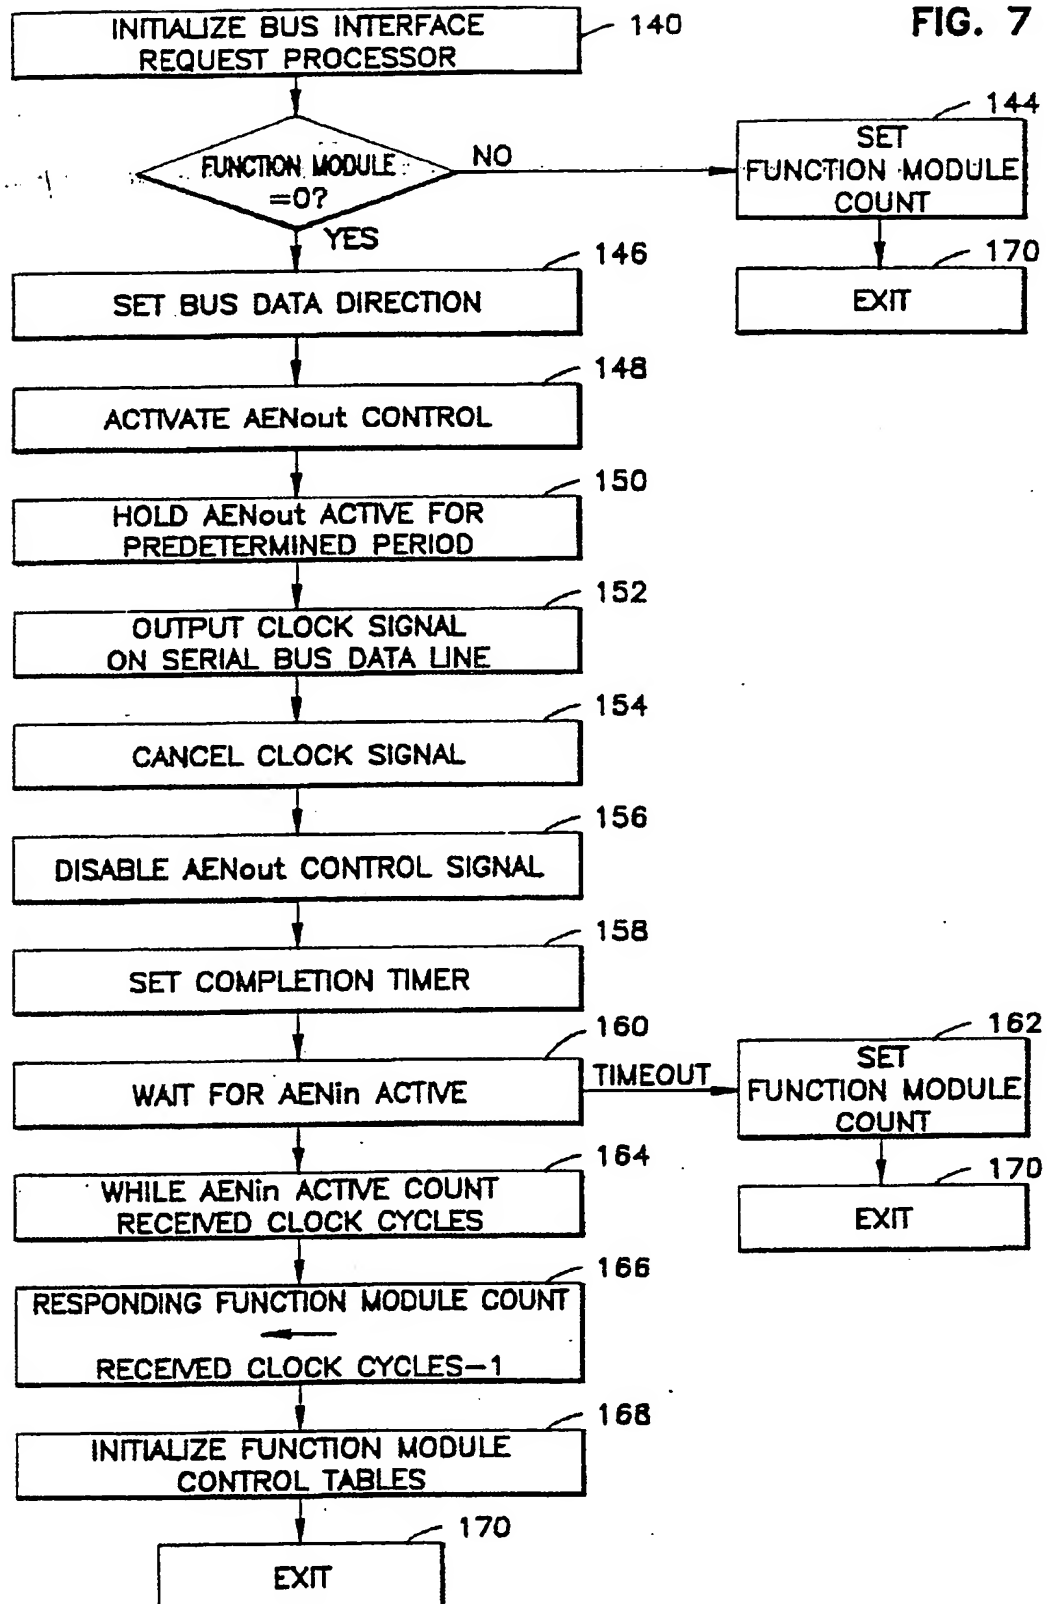 FIG. 7
INITIALIZE BUS INTERFACE
REQUEST PROCESSOR
140
FUNCTION MODULE
=0?
NO
YES
144
SET
FUNCTION MODULE
COUNT
170
EXIT
146
SET BUS DATA DIRECTION
148
ACTIVATE AENout CONTROL
150
HOLD AENout ACTIVE FOR
PREDETERMINED PERIOD
152
OUTPUT CLOCK SIGNAL
ON SERIAL BUS DATA LINE
154
CANCEL CLOCK SIGNAL
156
DISABLE AENout CONTROL SIGNAL
158
SET COMPLETION TIMER
160
WAIT FOR AENin ACTIVE
TIMEOUT
162
SET
FUNCTION MODULE
COUNT
170
EXIT
164
WHILE AENin ACTIVE COUNT
RECEIVED CLOCK CYCLES
166
RESPONDING FUNCTION MODULE COUNT
RECEIVED CLOCK CYCLES-1
168
INITIALIZE FUNCTION MODULE
CONTROL TABLES
170
EXIT